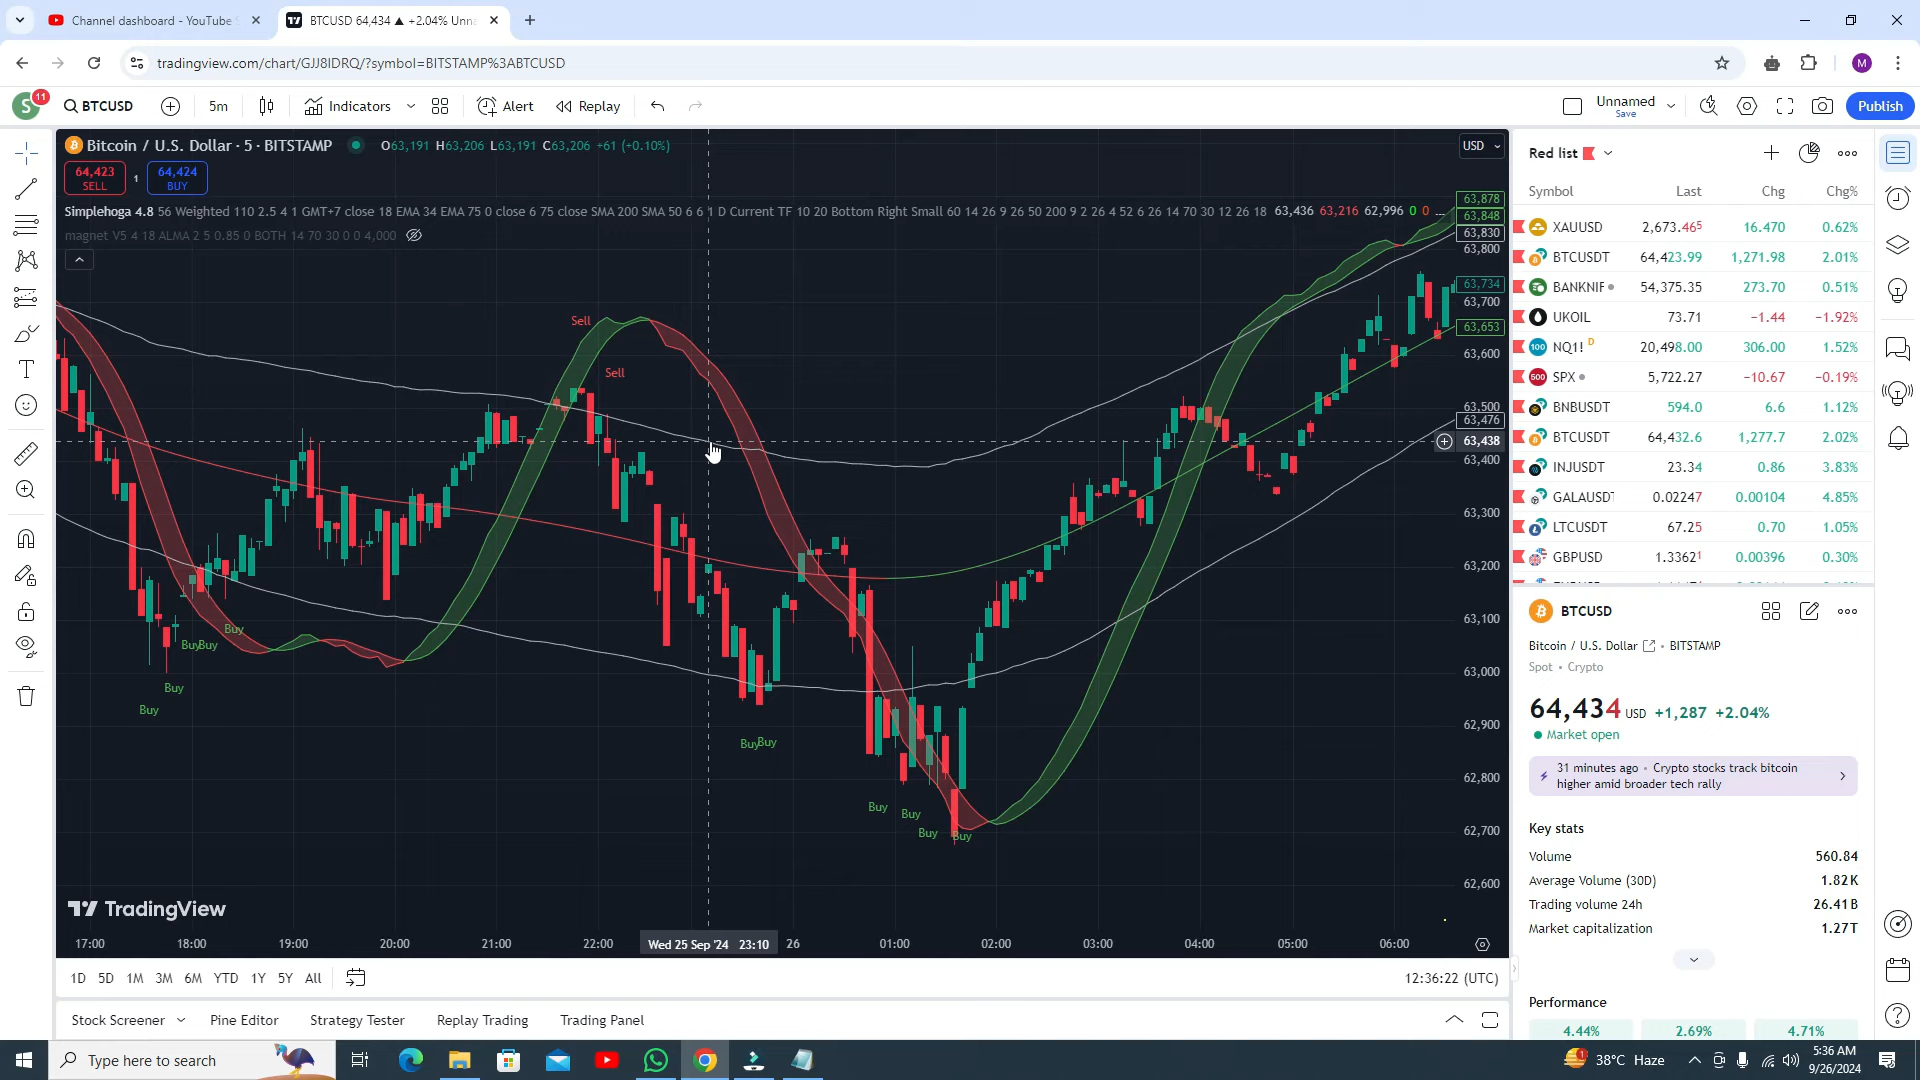 Channel dashboard - YouTube S
BTCUSD 64,434 ▲ +2.04% Unna
tradingview.com/chart/GJJ8IDRQ/?symbol=BITSTAMP%3ABTCUSD
M
S
11
BTCUSD
5m
Indicators
Alert
Replay
Unnamed
Save
Publish
Bitcoin / U.S. Dollar · 5 · BITSTAMP
O63,191 H63,206 L63,191 C63,206 +61 (+0.10%)
USD
64,423
SELL
1
64,424
BUY
Simplehoga 4.8 56 Weighted 110 2.5 4 1 GMT+7 close 18 EMA 34 EMA 75 0 close 6 75 close SMA 200 SMA 50 6 6 1 D Current TF 10 20 Bottom Right Small 60 14 26 9 26 50 200 9 2 26 4 52 6 26 14 70 30 12 26 18 63,436 63,216 62,996 0 0 ...
magnet V5 4 18 ALMA 2 5 0.85 0 BOTH 14 70 30 0 0 4,000
63,878
63,848
63,830
63,800
63,734
63,700
63,653
63,600
63,500
63,476
63,438
63,400
63,300
63,200
63,100
63,000
62,900
62,800
62,700
62,600
Sell
Sell
Buy
Buy
Buy
Buy
Buy
Buy
Buy
Buy
Buy
Buy
Buy
TradingView
17:00
18:00
19:00
20:00
21:00
22:00
Wed 25 Sep '24 23:10
26
01:00
02:00
03:00
04:00
05:00
06:00
1D
5D
1M
3M
6M
YTD
1Y
5Y
All
12:36:22 (UTC)
Stock Screener
Pine Editor
Strategy Tester
Replay Trading
Trading Panel
Red list
Symbol Last Chg Chg%
XAUUSD 2,673.465 16.470 0.62%
BTCUSDT 64,423.99 1,271.98 2.01%
BANKNIF 54,375.35 273.70 0.51%
UKOIL 73.71 −1.44 −1.92%
100 NQ1! D 20,498.00 306.00 1.52%
500 SPX 5,722.27 −10.67 −0.19%
BNBUSDT 594.0 6.6 1.12%
BTCUSDT 64,432.6 1,277.7 2.02%
INJUSDT 23.34 0.86 3.83%
GALAUSDT 0.02247 0.00104 4.85%
LTCUSDT 67.25 0.70 1.05%
GBPUSD 1.33621 0.00396 0.30%
BTCUSD
Bitcoin / U.S. Dollar • BITSTAMP
Spot • Crypto
64,434 USD +1,287 +2.04%
Market open
31 minutes ago • Crypto stocks track bitcoin
higher amid broader tech rally
Key stats
Volume 560.84
Average Volume (30D) 1.82K
Trading volume 24h 26.41B
Market capitalization 1.27T
Performance
4.44% 2.69% 4.71%
Type here to search
1
38°C Haze
5:36 AM
9/26/2024